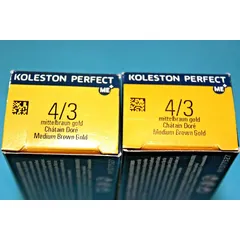 KOLESTON PERFECT
ME+
4/3
mittelbraun gold
Châtain Doré
Medium Brown Gold
KOLESTON PERFECT
ME+
4/3
mittelbraun gold
Châtain Doré
Medium Brown Gold